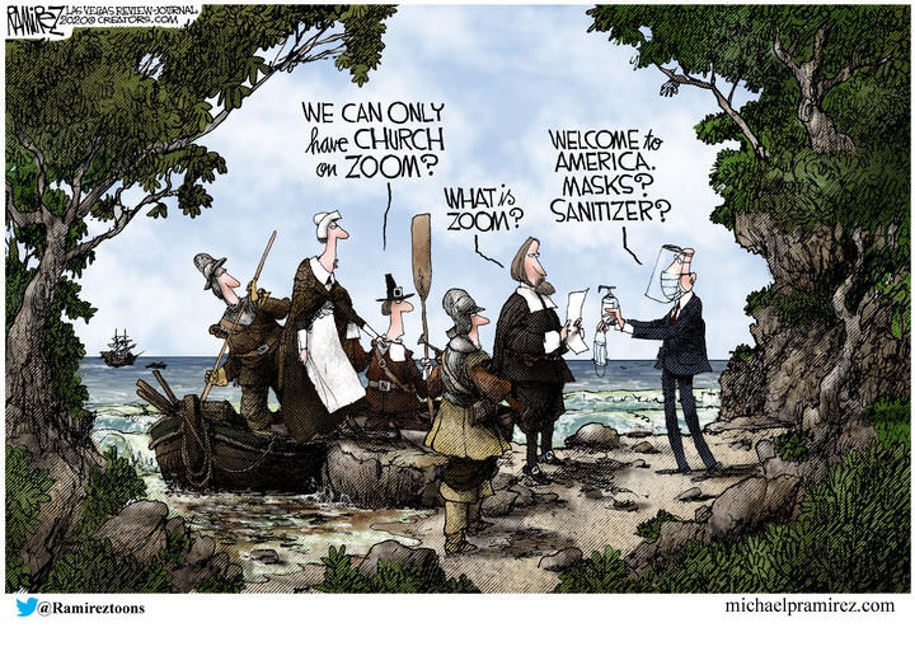 RAMIREZ
LAS VEGAS REVIEW-JOURNAL
2020© CREATORS.COM
WE CAN ONLY
have CHURCH
on ZOOM?
WHAT is
ZOOM?
WELCOME to
AMERICA.
MASKS?
SANITIZER?
@Ramireztoons
michaelpramirez.com